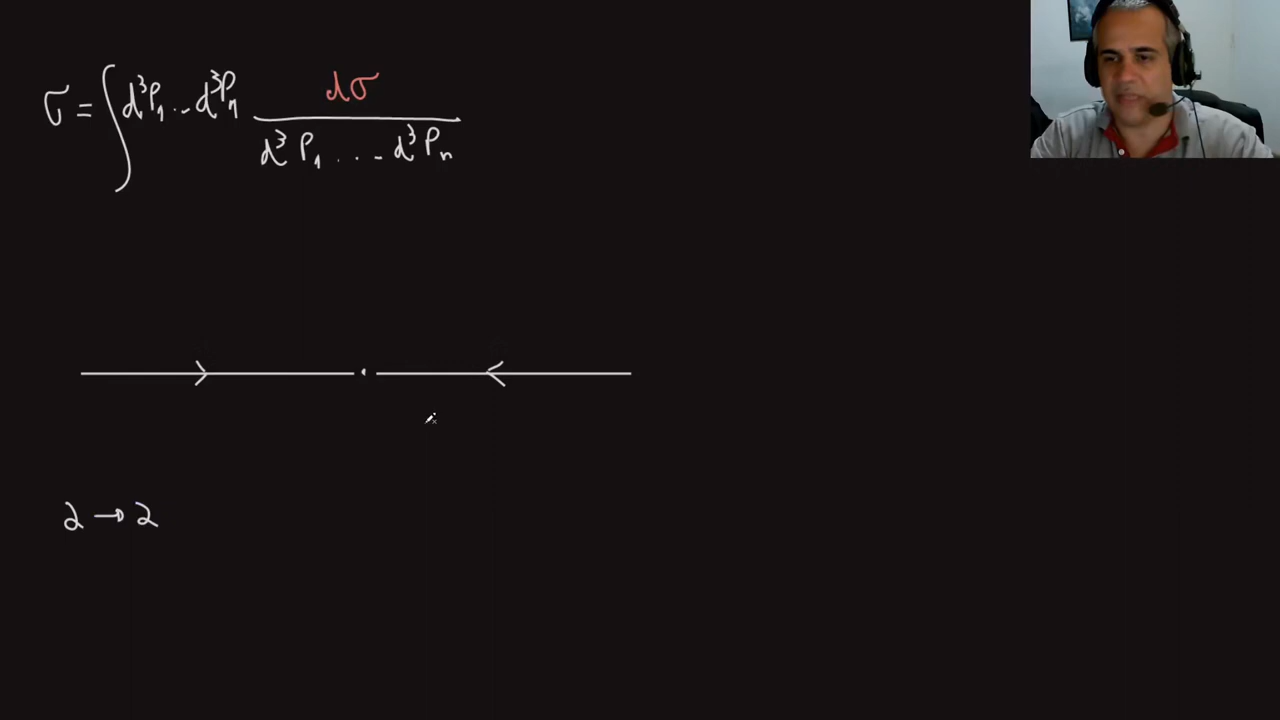 σ = ∫ d³P₁ ... d³Pₙ dσ / d³P₁ .... d³Pₙ
2 → 2